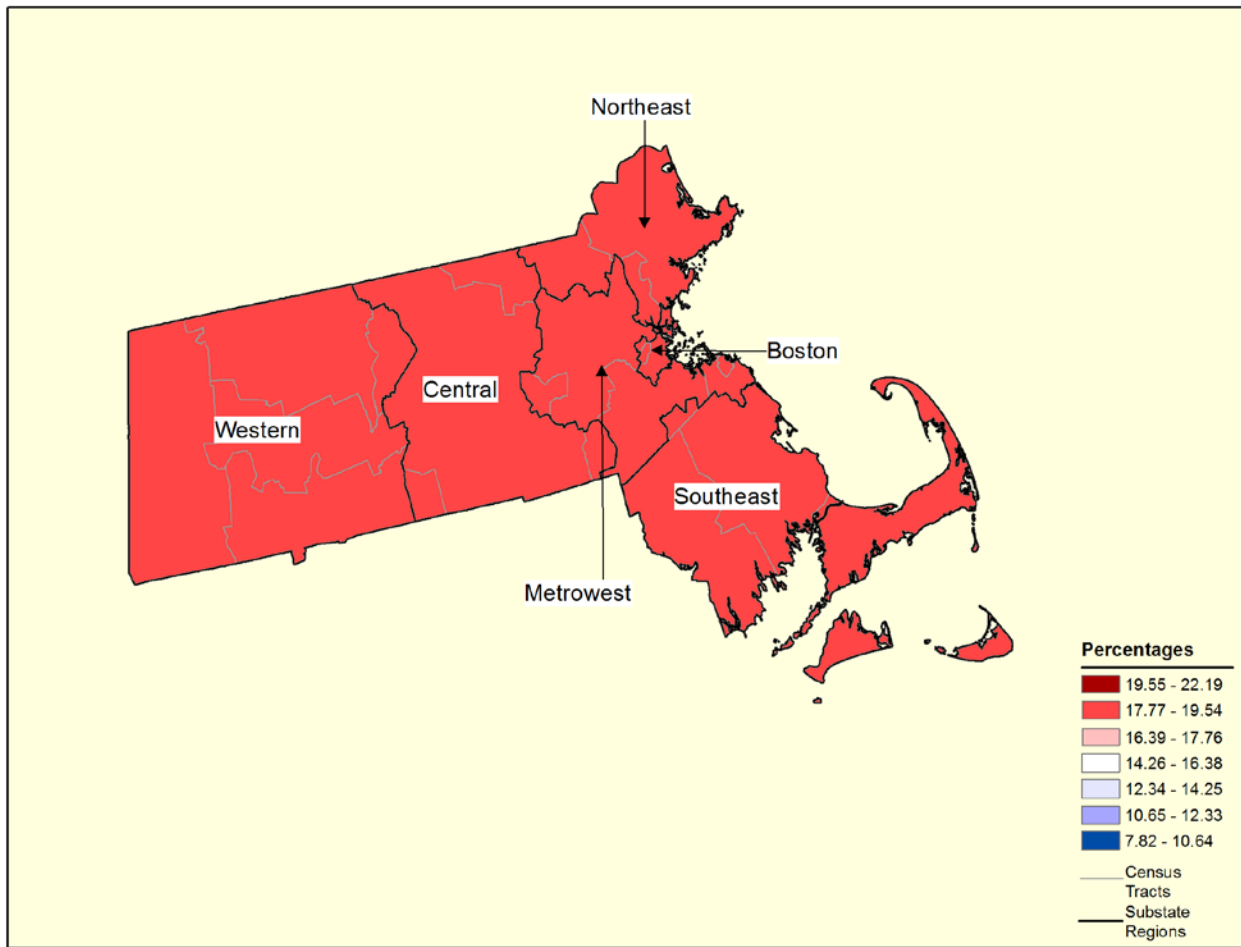 Northeast
Boston
Central
Western
Southeast
Metrowest
Percentages
19.55 - 22.19
17.77 - 19.54
16.39 - 17.76
14.26 - 16.38
12.34 - 14.25
10.65 - 12.33
7.82 - 10.64
Census
Tracts
Substate
Regions